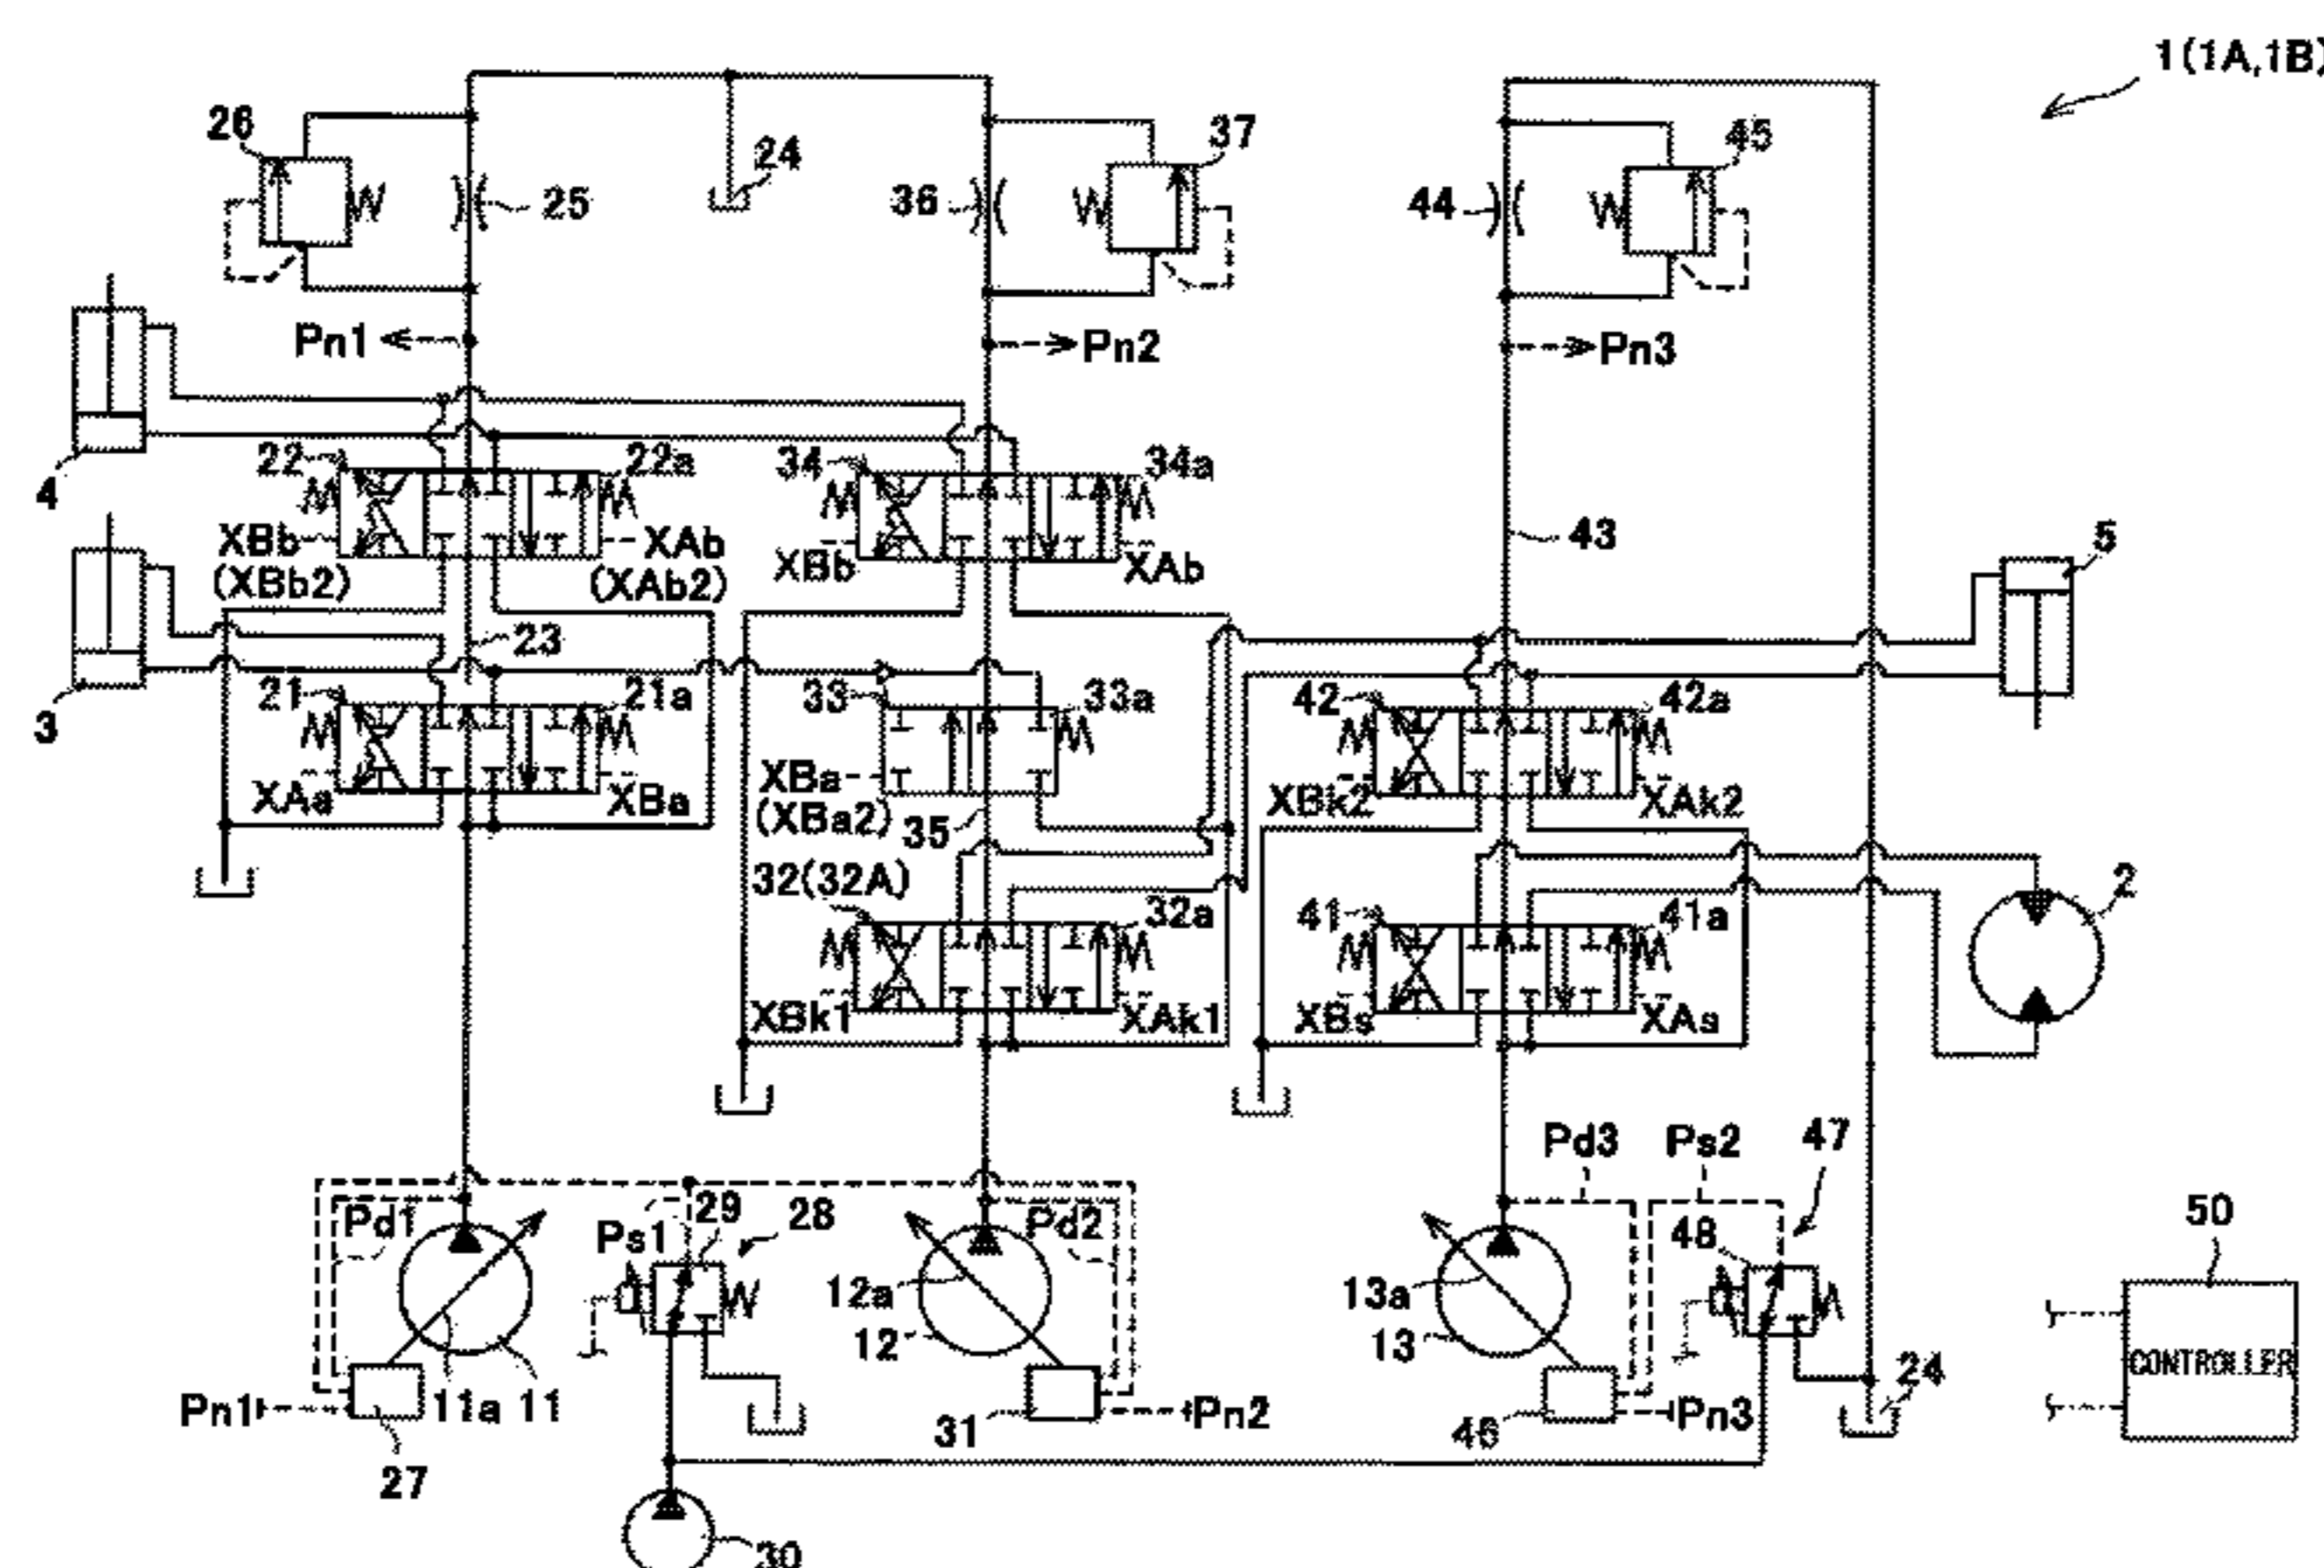 1(1A,1B)
26
24
37
45
25
36
44
Pn1
Pn2
Pn3
22
22a
34
34a
4
XBb
(XBb2)
XAb
(XAb2)
XBb
XAb
43
5
23
21
21a
33
33a
42
42a
3
XAa
XBa
XBa
(XBa2)
35
XBk2
XAk2
32(32A)
32a
41
41a
2
XBk1
XAk1
XBs
XAs
Pd3
Ps2
47
Pd1
Ps1
29
28
Pd2
48
50
12a
12
13a
13
CONTROLLER
Pn1
11a
11
31
Pn2
46
Pn3
24
27
30